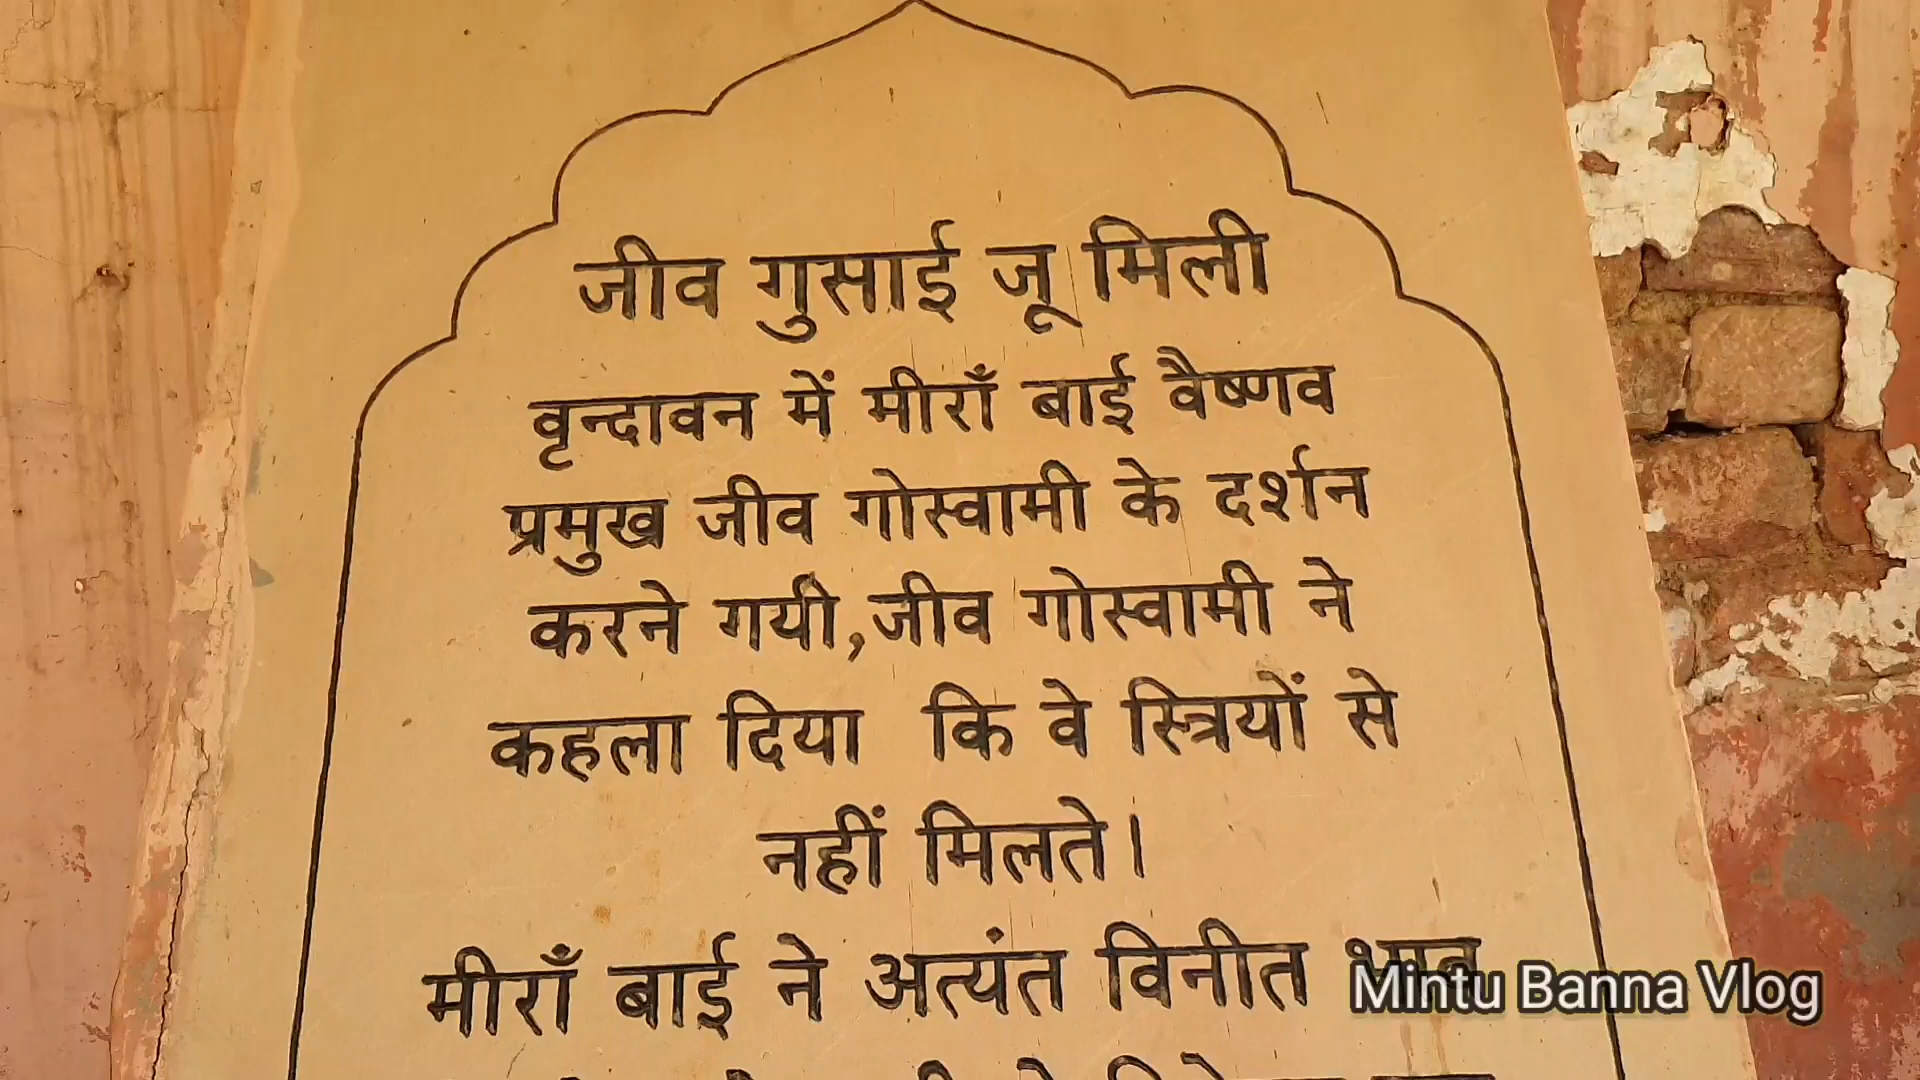 जीव गुसाई जू मिली
वृन्दावन में मीराँ बाई वैष्णव
प्रमुख जीव गोस्वामी के दर्शन
करने गयी,जीव गोस्वामी ने
कहला दिया कि वे स्त्रियों से
नहीं मिलते।
मीराँ बाई ने अत्यंत विनीत भाव
Mintu Banna Vlog